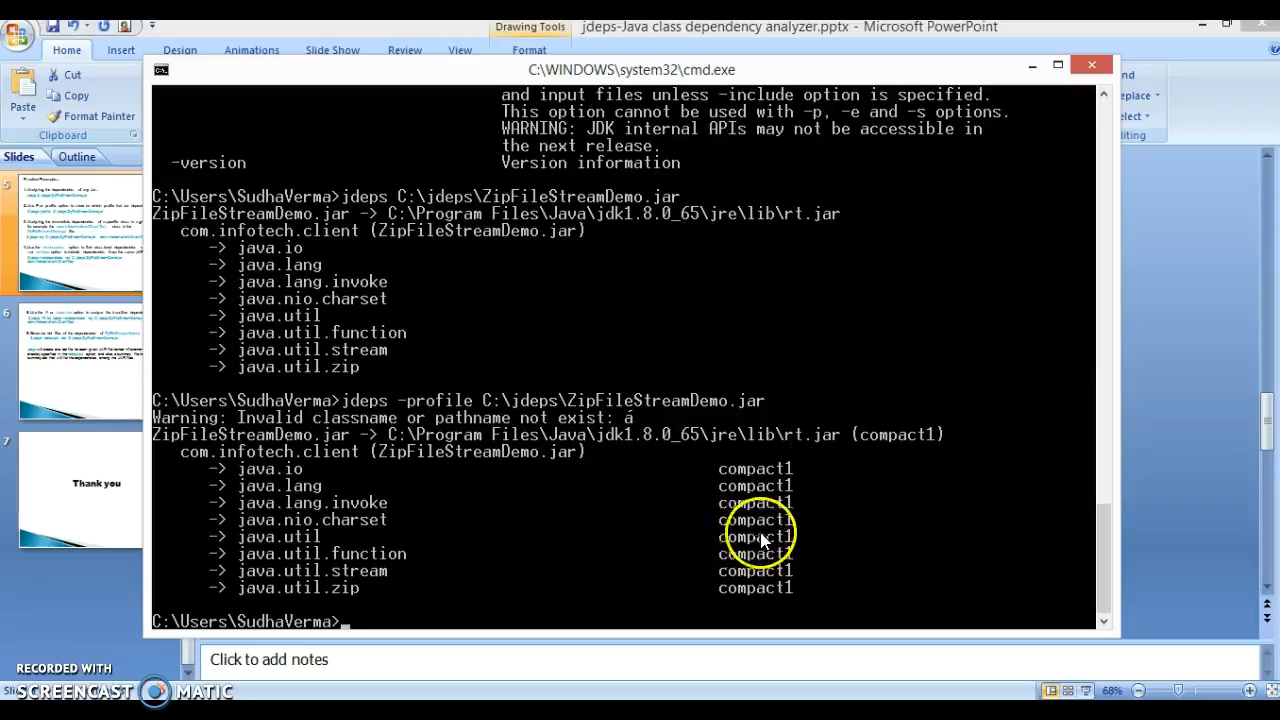 jdeps-Java class dependency analyzer.pptx - Microsoft PowerPoint
Drawing Tools
Home Insert Design Animations Slide Show Review View Format
Cut
Copy
Format Painter
Paste
Clipboard
Slides Outline
C:\WINDOWS\system32\cmd.exe
and input files unless -include option is specified.
This option cannot be used with -p, -e and -s options.
WARNING: JDK internal APIs may not be accessible in
the next release.
-version Version information
C:\Users\SudhaVerma>jdeps C:\jdeps\ZipFileStreamDemo.jar
ZipFileStreamDemo.jar -> C:\Program Files\Java\jdk1.8.0_65\jre\lib\rt.jar
com.infotech.client (ZipFileStreamDemo.jar)
-> java.io
-> java.lang
-> java.lang.invoke
-> java.nio.charset
-> java.util
-> java.util.function
-> java.util.stream
-> java.util.zip
C:\Users\SudhaVerma>jdeps -profile C:\jdeps\ZipFileStreamDemo.jar
Warning: Invalid classname or pathname not exist: á
ZipFileStreamDemo.jar -> C:\Program Files\Java\jdk1.8.0_65\jre\lib\rt.jar (compact1)
com.infotech.client (ZipFileStreamDemo.jar)
-> java.io compact1
-> java.lang compact1
-> java.lang.invoke compact1
-> java.nio.charset compact1
-> java.util compact1
-> java.util.function compact1
-> java.util.stream compact1
-> java.util.zip compact1
C:\Users\SudhaVerma>_
5
6
7
Thank you
Click to add notes
68%
RECORDED WITH
SCREENCAST MATIC